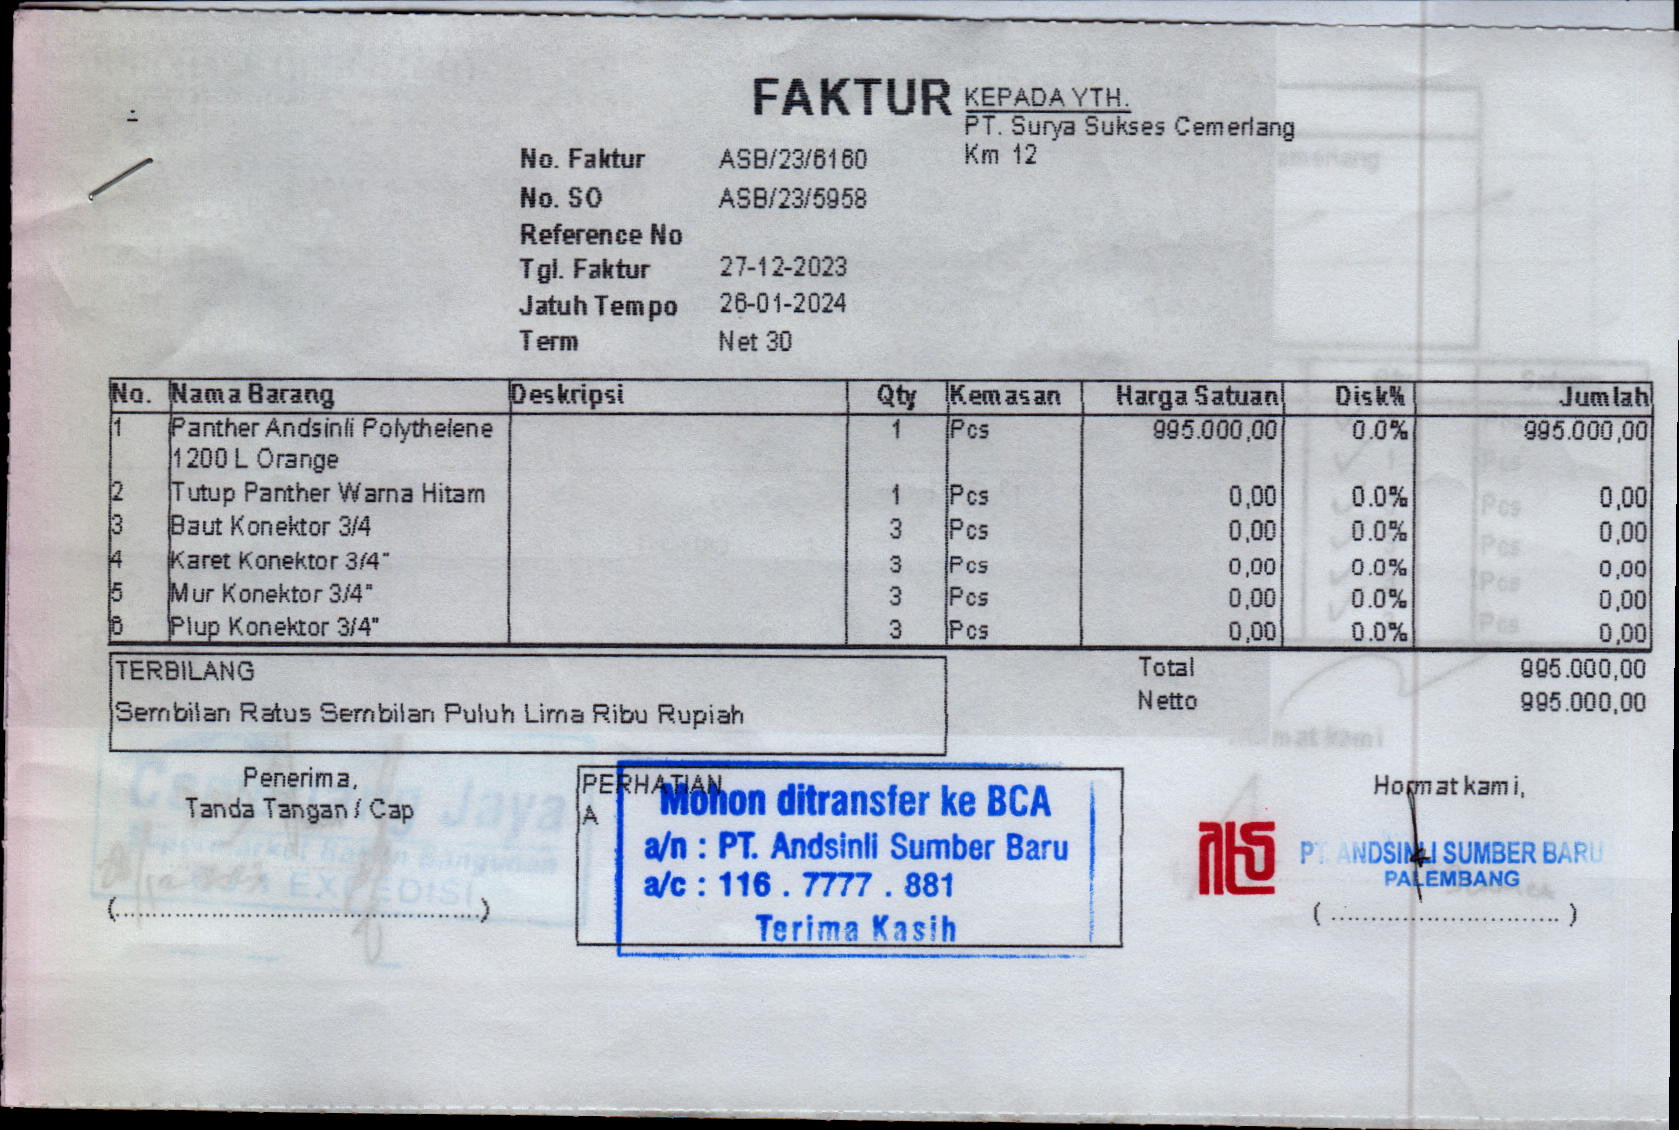 FAKTUR
KEPADA YTH.
PT. Surya Sukses Cemerlang
Km 12
No. Faktur ASB/23/6160
No. SO ASB/23/5958
Reference No
Tgl. Faktur 27-12-2023
Jatuh Tempo 26-01-2024
Term Net 30
No. Nama Barang Deskripsi Qty Kemasan Harga Satuan Disk% Jumlah
1 Panther Andsinli Polythelene 1 Pcs 995.000,00 0.0% 995.000,00
1200 L Orange
2 Tutup Panther Warna Hitam 1 Pcs 0,00 0.0% 0,00
3 Baut Konektor 3/4 3 Pcs 0,00 0.0% 0,00
4 Karet Konektor 3/4" 3 Pcs 0,00 0.0% 0,00
5 Mur Konektor 3/4" 3 Pcs 0,00 0.0% 0,00
6 Plup Konektor 3/4" 3 Pcs 0,00 0.0% 0,00
TERBILANG
Sembilan Ratus Sembilan Puluh Lima Ribu Rupiah
Total 995.000,00
Netto 995.000,00
Penerima,
Tanda Tangan / Cap
(..................................................)
PERHATIAN
A
Mohon ditransfer ke BCA
a/n : PT. Andsinli Sumber Baru
a/c : 116 . 7777 . 881
Terima Kasih
Hormat kami,
PT ANDSINLI SUMBER BARU
PALEMBANG
( .............................. )
Cemerlang Jaya
Supermarket Bahan Bangunan
EXPEDISI